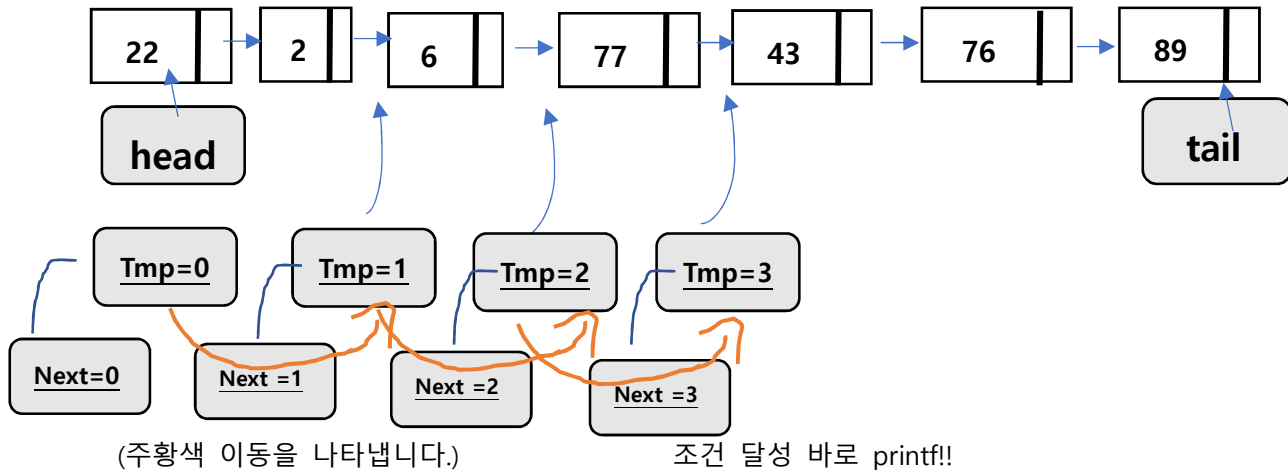 22 2 6 77 43 76 89
head tail
Tmp=0 Tmp=1 Tmp=2 Tmp=3
Next=0 Next =1 Next =2 Next =3
(주황색 이동을 나타냅니다.) 조건 달성 바로 printf!!